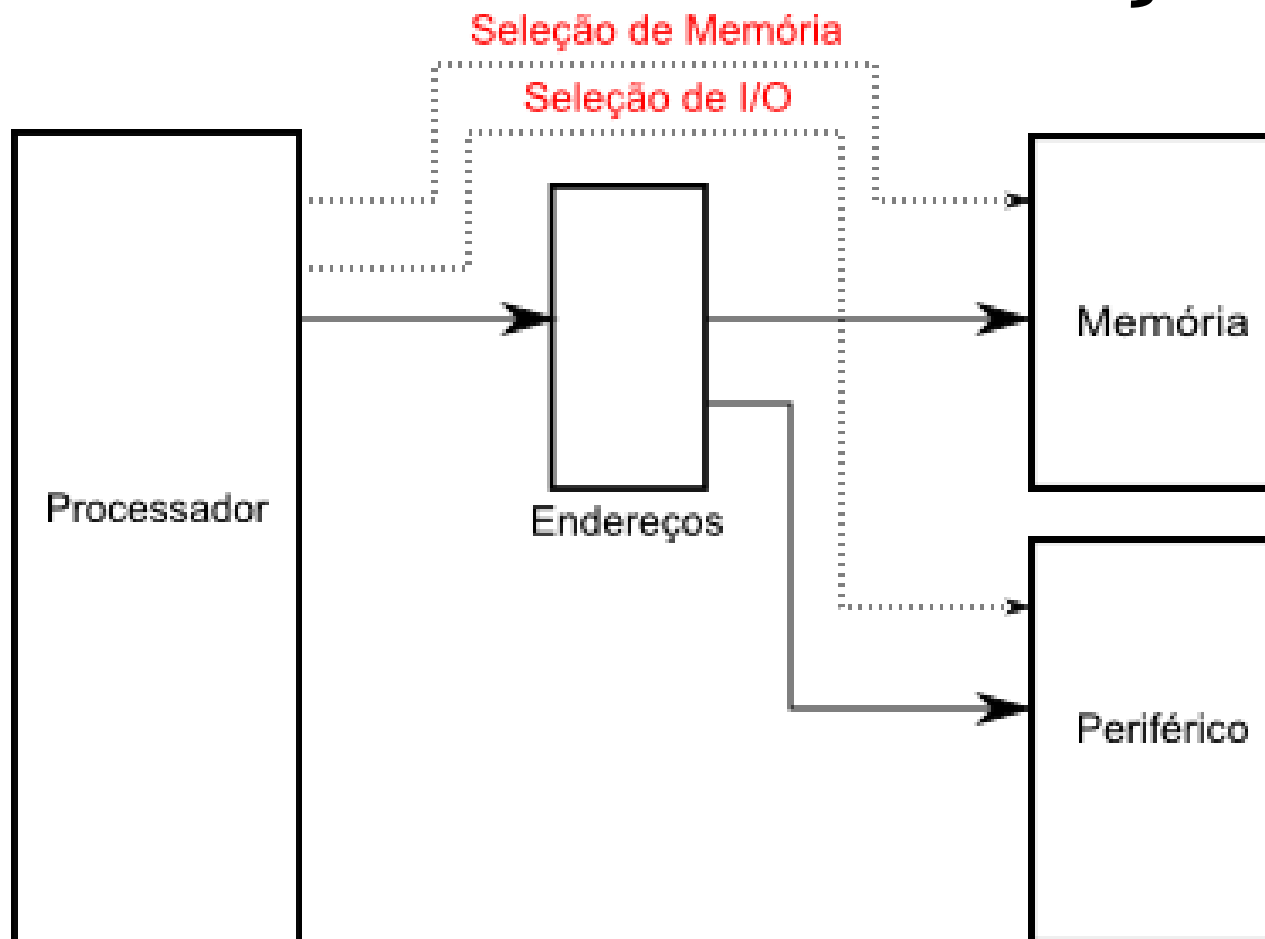 Seleção de Memória
Seleção de I/O
Memória
Processador
Endereços
Periférico